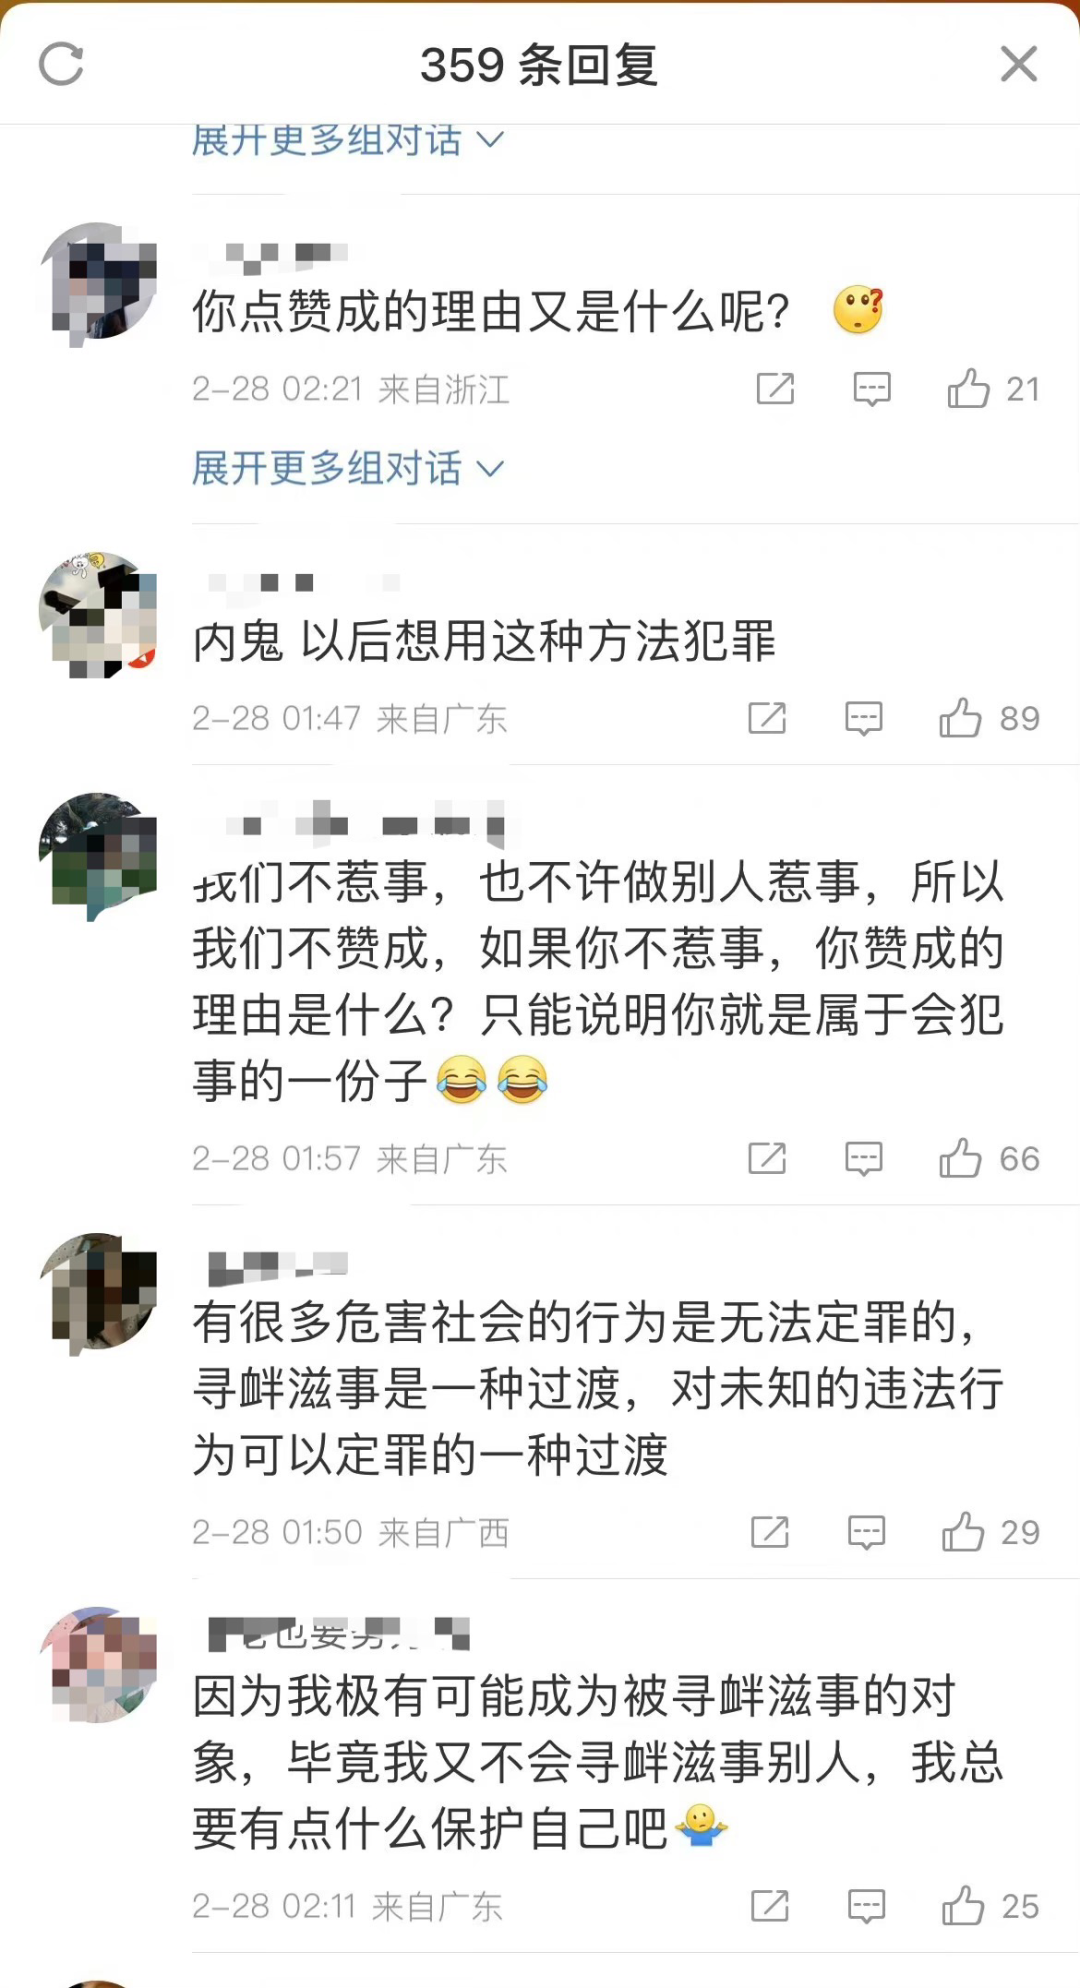 359 条回复
展开更多组对话
你点赞成的理由又是什么呢？
2-28 02:21 来自浙江
21
展开更多组对话
内鬼 以后想用这种方法犯罪
2-28 01:47 来自广东
89
我们不惹事，也不许做别人惹事，所以
我们不赞成，如果你不惹事，你赞成的
理由是什么？只能说明你就是属于会犯
事的一份子😂😂
2-28 01:57 来自广东
66
有很多危害社会的行为是无法定罪的，
寻衅滋事是一种过渡，对未知的违法行
为可以定罪的一种过渡
2-28 01:50 来自广西
29
因为我极有可能成为被寻衅滋事的对
象，毕竟我又不会寻衅滋事别人，我总
要有点什么保护自己吧🤷
2-28 02:11 来自广东
25